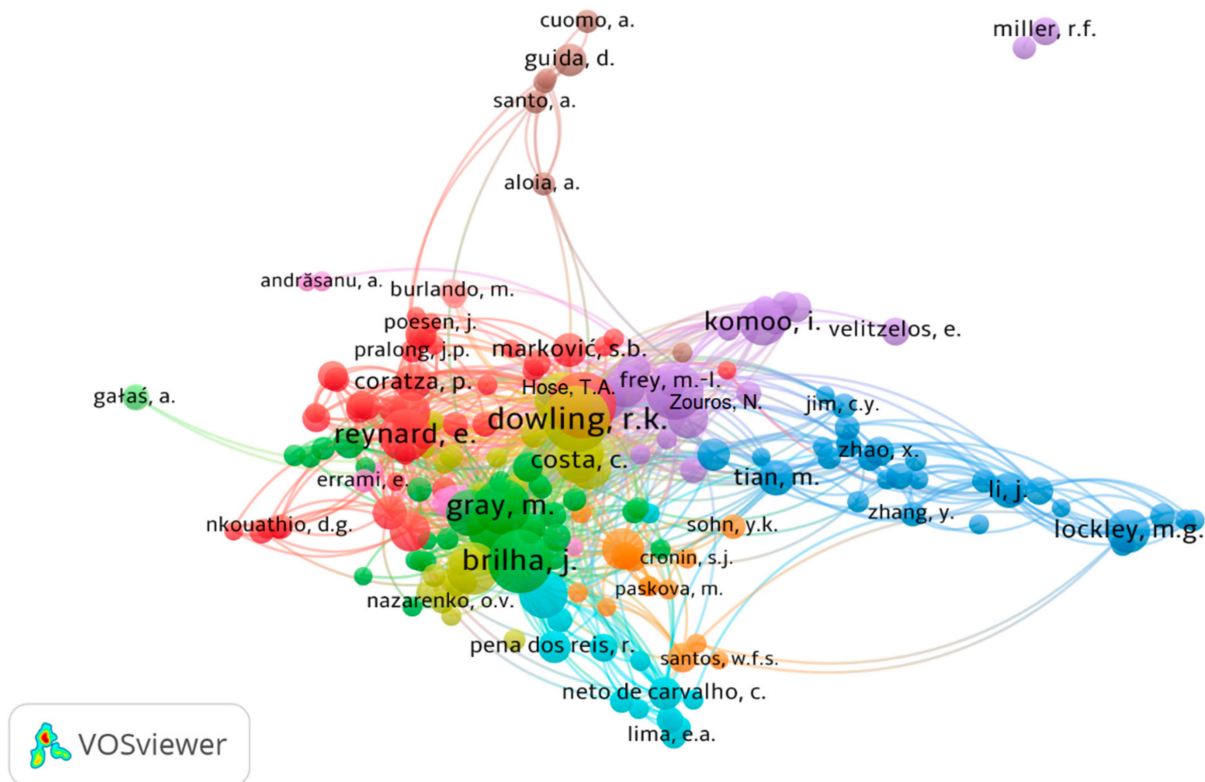 cuomo, a.
miller, r.f.
guida, d.
santo, a.
aloia, a.
andrăsanu, a.
burlando, m.
poesen, j.
komoo, i.
velitzelos, e.
pralong, j.p.
marković, s.b.
coratza, p.
Hose, T.A.
frey, m.-l.
gałaś, a.
Zouros, N.
jim, c.y.
dowling, r.k.
reynard, e.
costa, c.
zhao, x.
errami, e.
tian, m.
li, j.
gray, m.
zhang, y.
nkouathio, d.g.
sohn, y.k.
lockley, m.g.
brilha, j.
cronin, s.j.
paskova, m.
nazarenko, o.v.
pena dos reis, r.
santos, w.f.s.
neto de carvalho, c.
lima, e.a.
VOSviewer